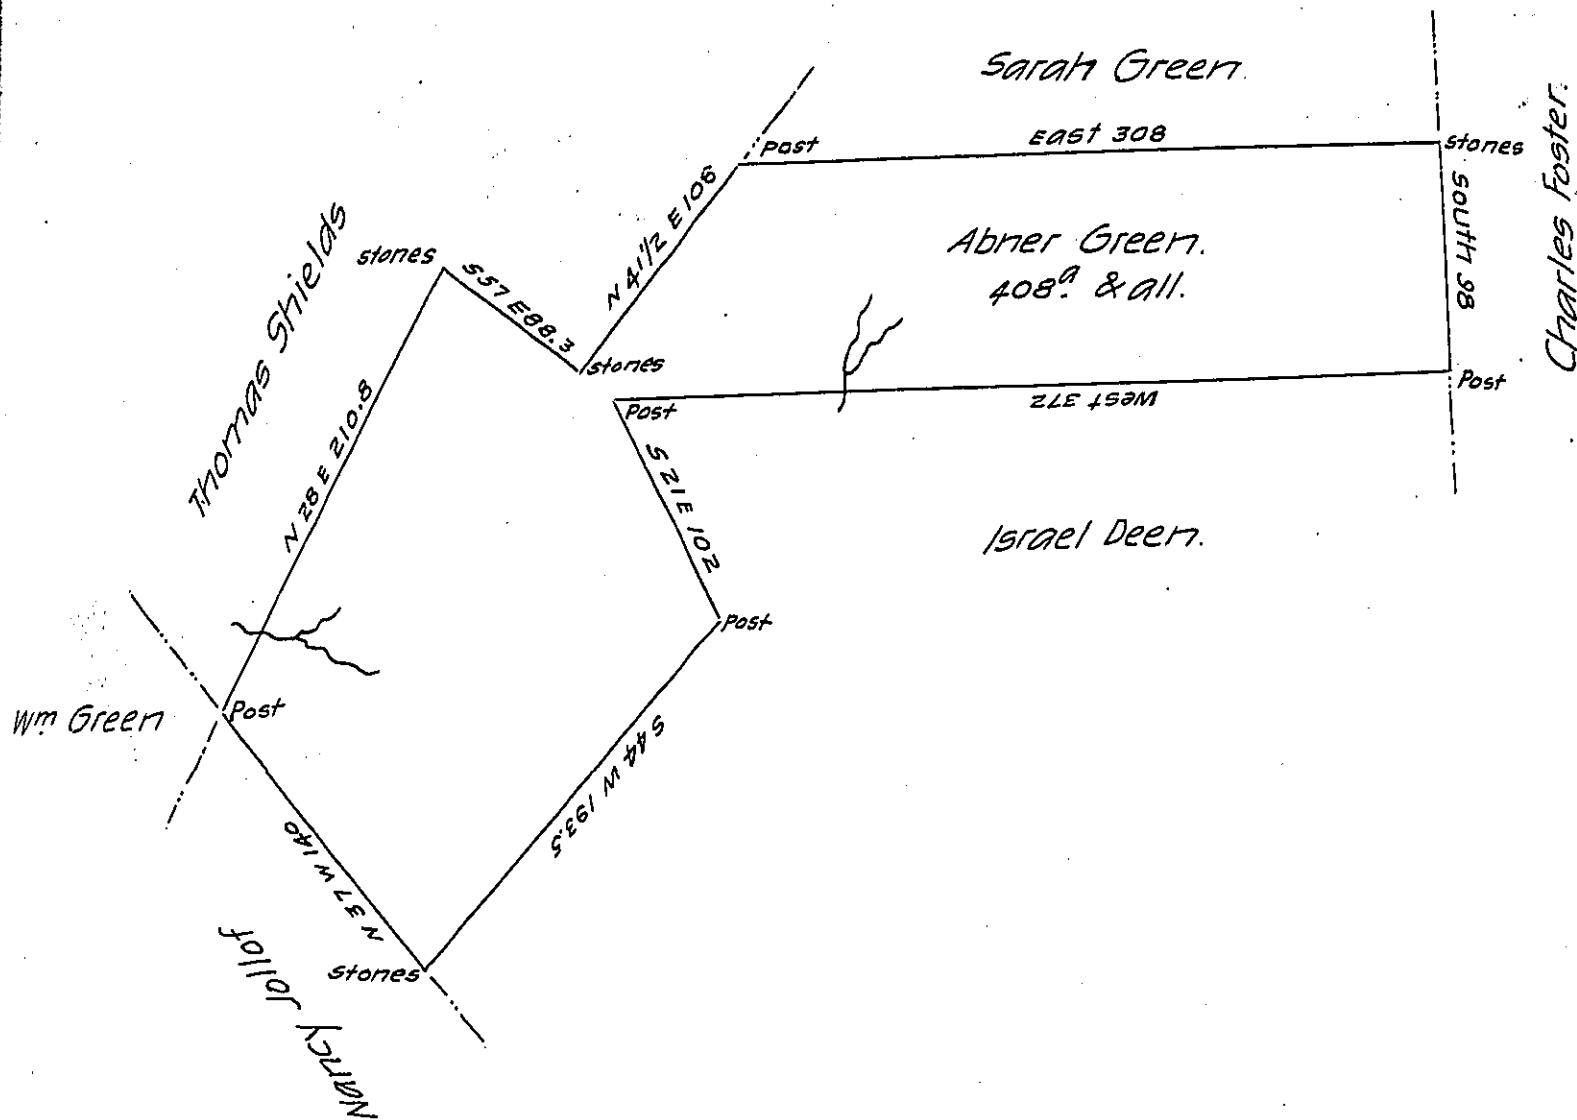 Sarah Green.
Post
East 308
stones
South 98
Charles Foster.
Thomas Shields
stones
S57 E88.3
N 41½ E 106
Abner Green.
408ª & all.
stones
Post
West 372
Post
N 28 E 210.8
S 21 E 102
Israel Deen.
Post
Wm Green
Post
S 44 W 193.5
N 37 W 140
stones
Nancy Jollof